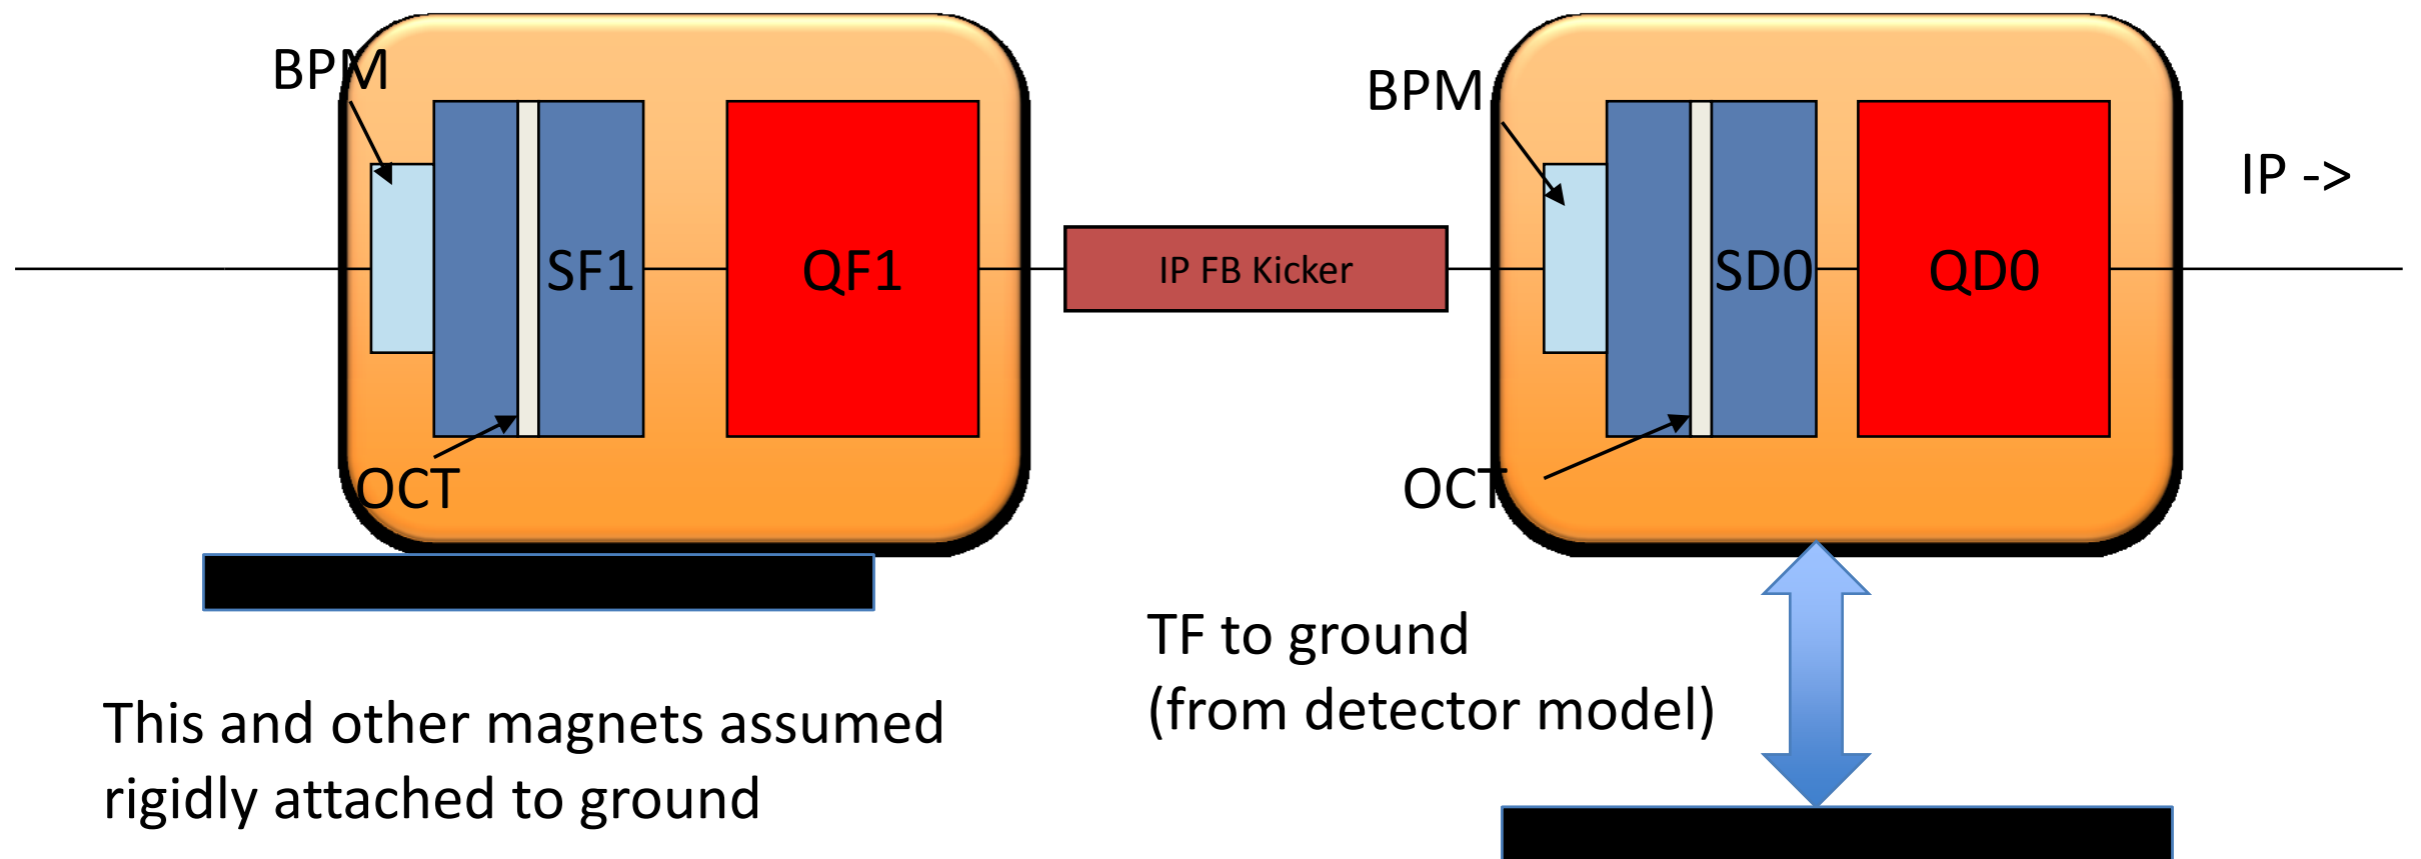 BPM
BPM
IP ->
SF1
QF1
IP FB Kicker
SD0
QD0
OCT
OCT
TF to ground
(from detector model)
This and other magnets assumed
rigidly attached to ground